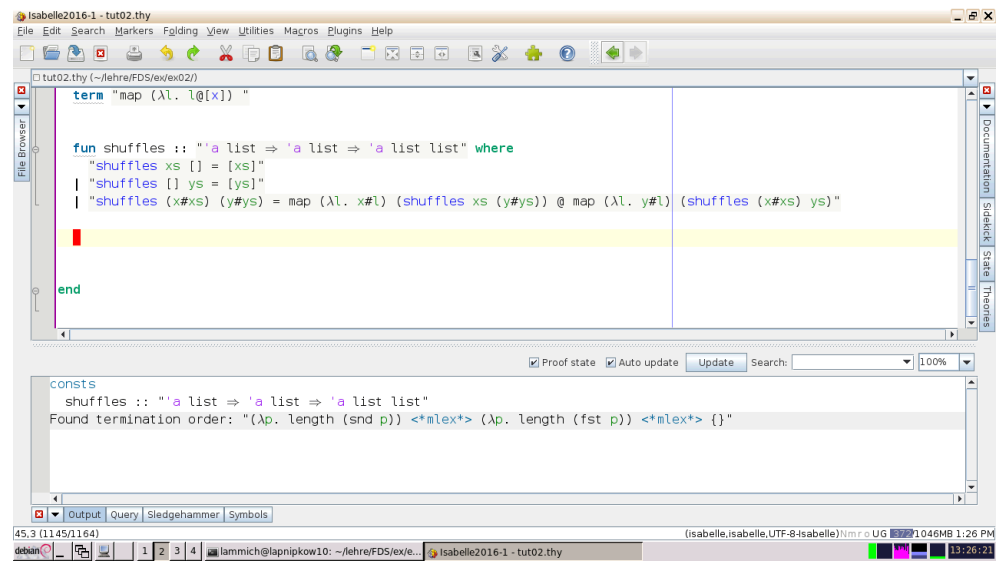 Isabelle2016-1 - tut02.thy
File Edit Search Markers Folding View Utilities Macros Plugins Help
tut02.thy (~/lehre/FDS/ex/ex02/)
term "map (λl. l@[x]) "
fun shuffles :: "'a list ⇒ 'a list ⇒ 'a list list" where
"shuffles xs [] = [xs]"
| "shuffles [] ys = [ys]"
| "shuffles (x#xs) (y#ys) = map (λl. x#l) (shuffles xs (y#ys)) @ map (λl. y#l) (shuffles (x#xs) ys)"
end
File Browser
Documentation
Sidekick
State
Theories
Proof state Auto update Update Search: 100%
consts
shuffles :: "'a list ⇒ 'a list ⇒ 'a list list"
Found termination order: "(λp. length (snd p)) <*mlex*> (λp. length (fst p)) <*mlex*> {}"
Output Query Sledgehammer Symbols
45,3 (1145/1164) (isabelle,isabelle,UTF-8-Isabelle)Nmr o UG 372/1046MB 1:26 PM
debian 1 2 3 4 lammich@lapnipkow10: ~/lehre/FDS/ex/e... Isabelle2016-1 - tut02.thy 13:26:21